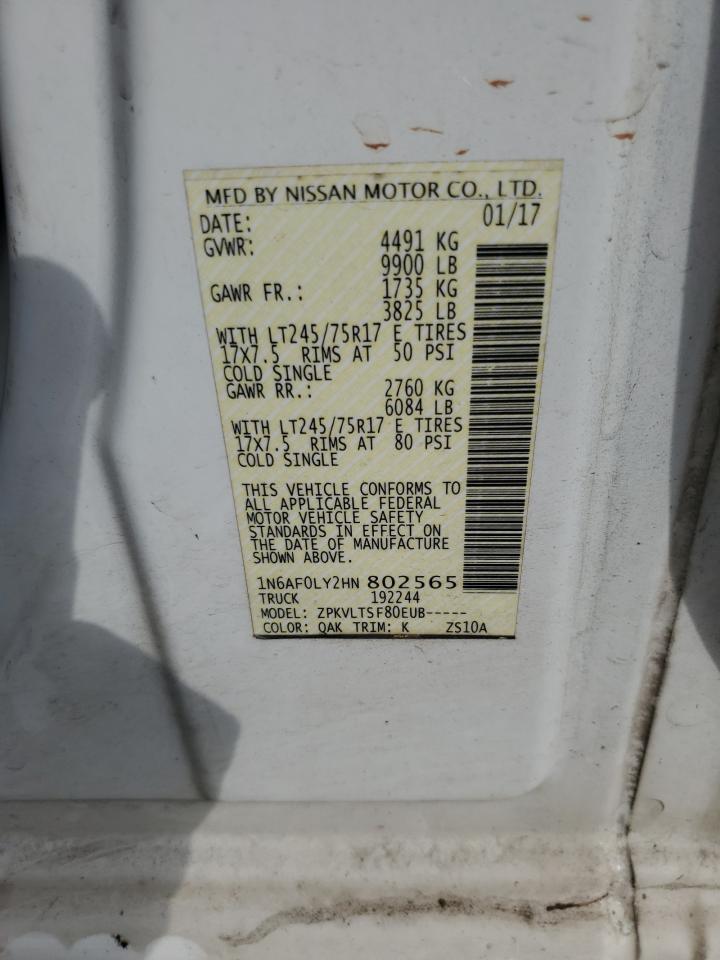 MFD BY NISSAN MOTOR CO., LTD.
DATE: 01/17
GVWR: 4491 KG
9900 LB
GAWR FR.: 1735 KG
3825 LB
WITH LT245/75R17 E TIRES
17X7.5 RIMS AT 50 PSI
COLD SINGLE
GAWR RR.: 2760 KG
6084 LB
WITH LT245/75R17 E TIRES
17X7.5 RIMS AT 80 PSI
COLD SINGLE
THIS VEHICLE CONFORMS TO
ALL APPLICABLE FEDERAL
MOTOR VEHICLE SAFETY
STANDARDS IN EFFECT ON
THE DATE OF MANUFACTURE
SHOWN ABOVE.
1N6AF0LY2HN 802565
TRUCK 192244
MODEL: ZPKVLTSF80EUB-----
COLOR: QAK TRIM: K ZS10A